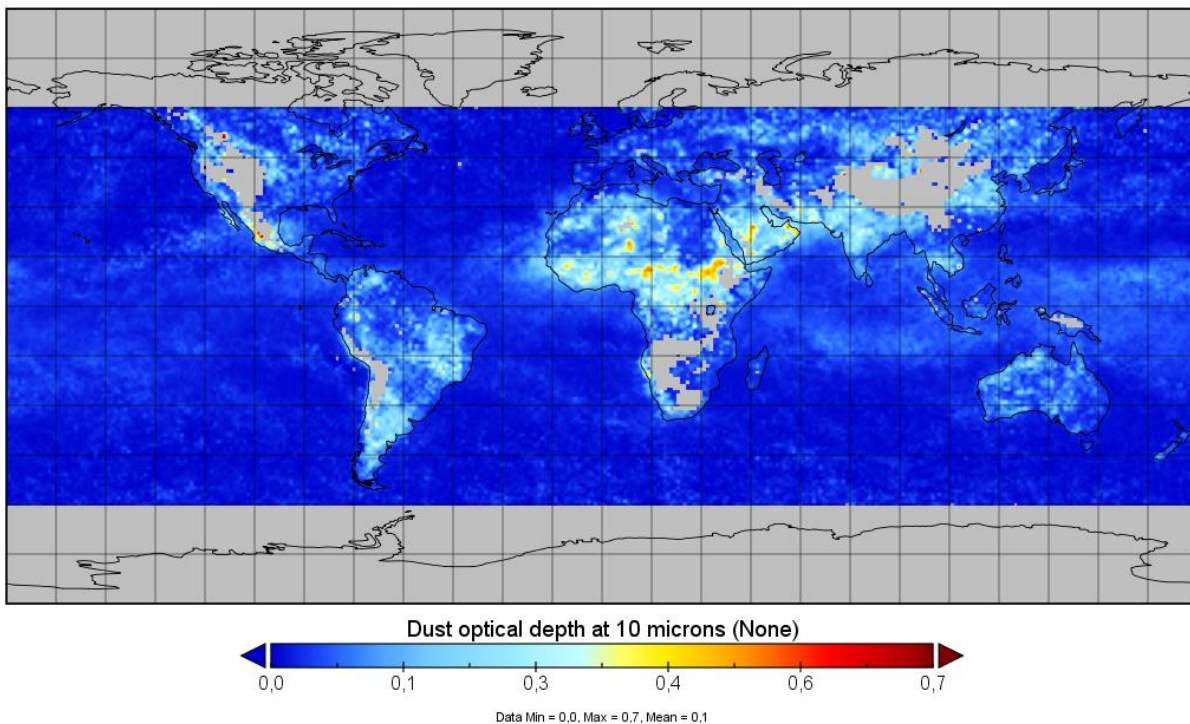 Dust optical depth at 10 microns (None)
0,0 0,1 0,3 0,4 0,6 0,7
Data Min = 0,0, Max = 0,7, Mean = 0,1